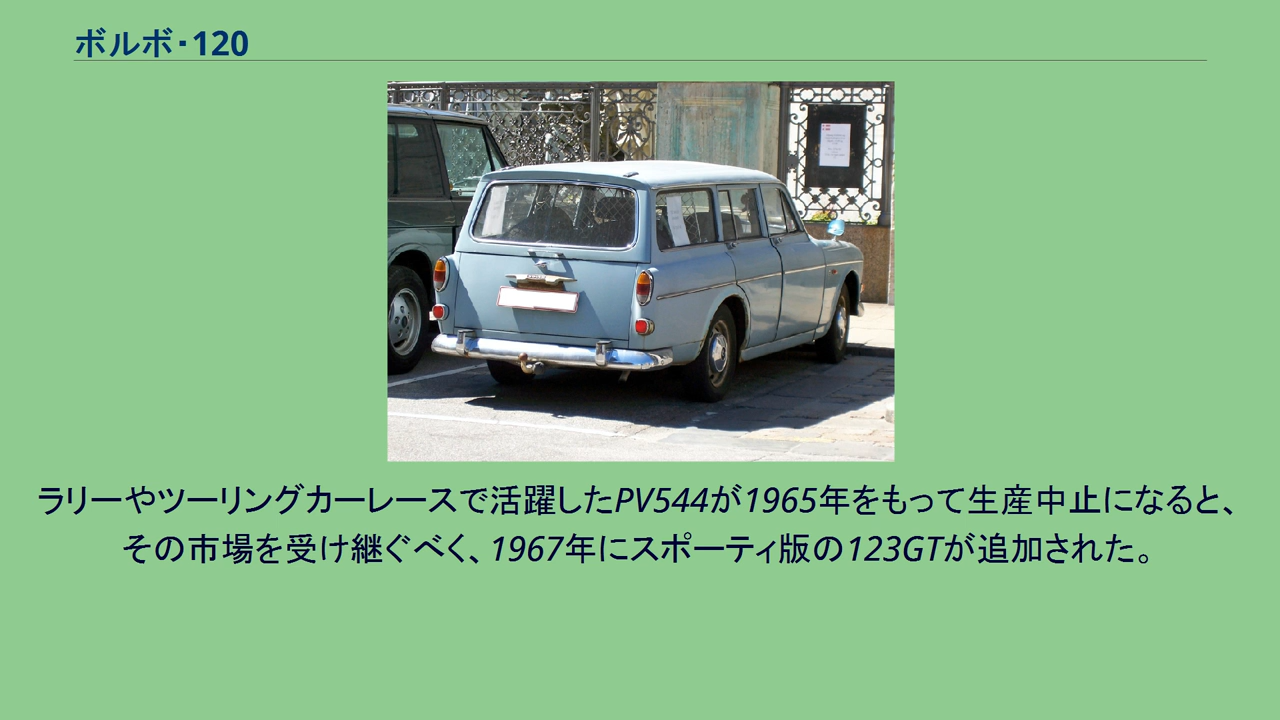 ボルボ・120
ラリーやツーリングカーレースで活躍したPV544が1965年をもって生産中止になると、
その市場を受け継ぐべく、1967年にスポーティ版の123GTが追加された。